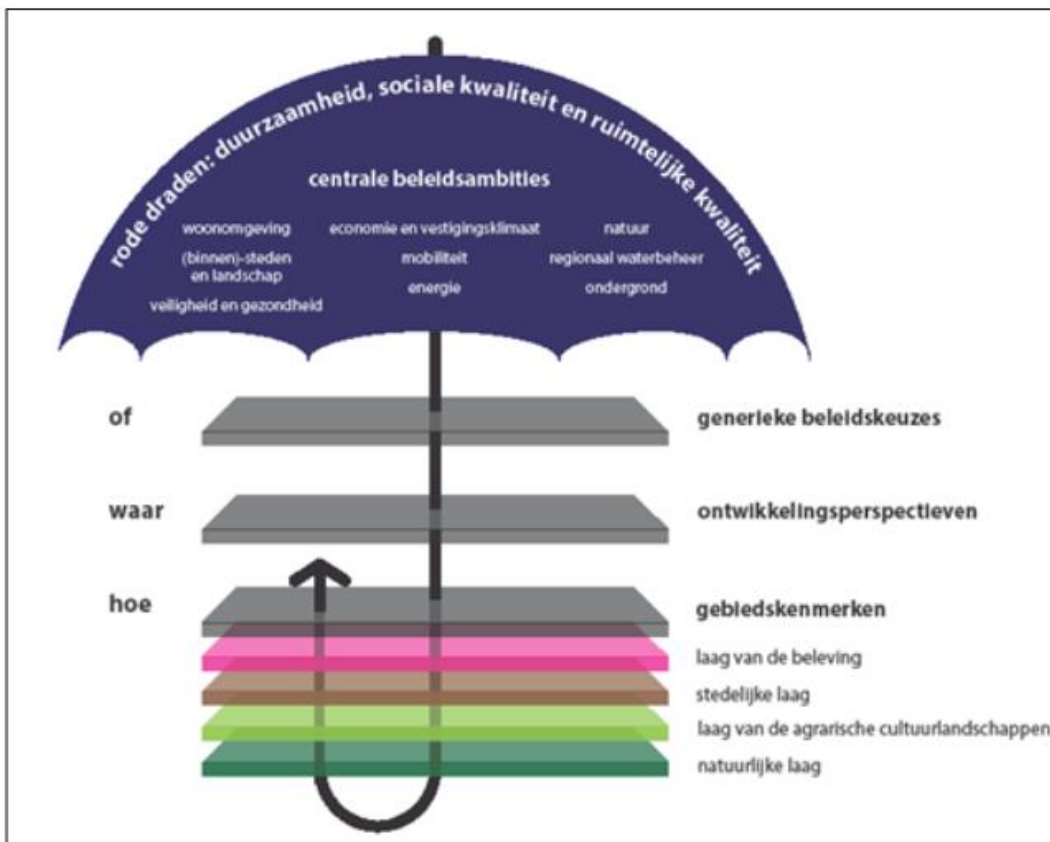 rode draden: duurzaamheid, sociale kwaliteit en ruimtelijke kwaliteit
centrale beleidsambities
woonomgeving
(binnen)-steden
en landschap
veiligheid en gezondheid
economie en vestigingsklimaat
mobiliteit
energie
natuur
regionaal waterbeheer
ondergrond
of
generieke beleidskeuzes
waar
ontwikkelingsperspectieven
hoe
gebiedskenmerken
laag van de beleving
stedelijke laag
laag van de agrarische cultuurlandschappen
natuurlijke laag